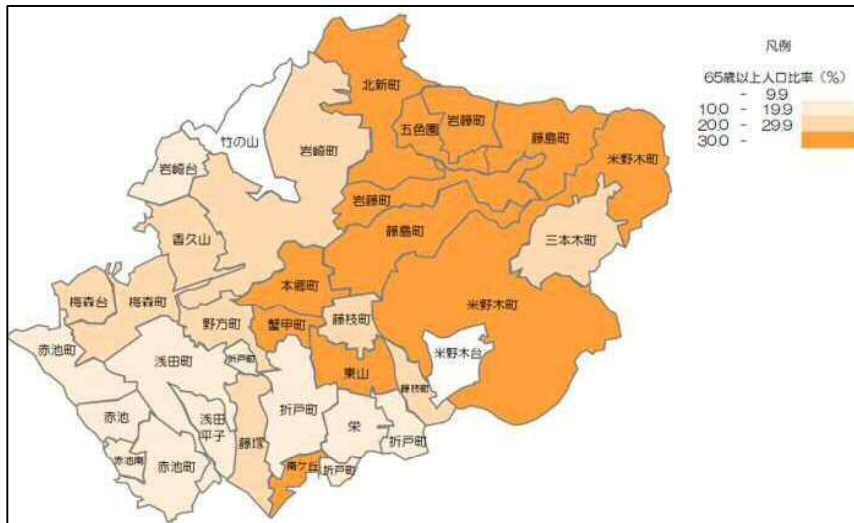 凡例
65歳以上人口比率（%）
- 9.9
10.0 - 19.9
20.0 - 29.9
30.0 -
北新町
竹の山
岩崎町
五色園
岩藤町
藤島町
米野木町
岩崎台
岩藤町
香久山
藤島町
三本木町
本郷町
梅森台
梅森町
米野木町
野方町
蟹甲町
藤枝町
赤池町
浅田町
折戸町
米野木台
東山
藤枝町
赤池
浅田
平子
折戸町
栄
藤塚
折戸町
赤池南
赤池町
南ケ丘
折戸町